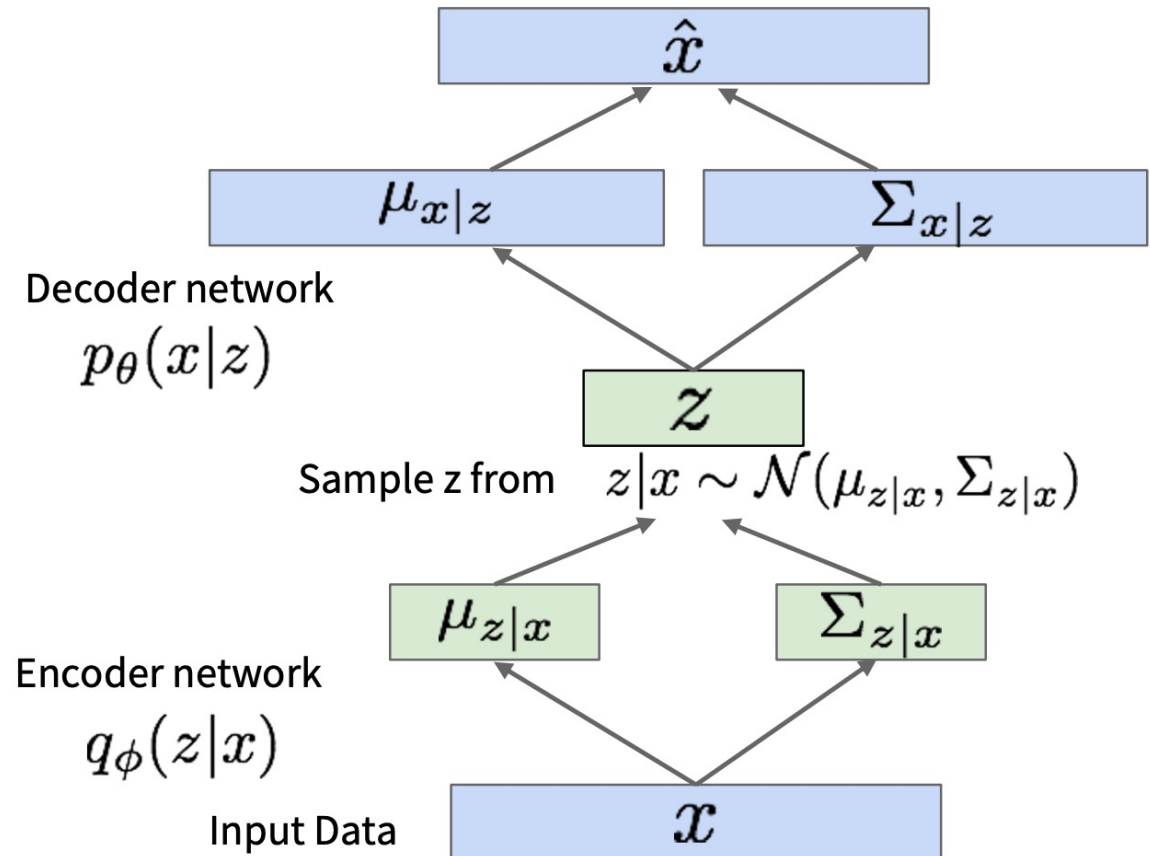 x̂
μ_{x|z}
Σ_{x|z}
Decoder network
p_θ(x|z)
z
Sample z from z|x ∼ 𝒩(μ_{z|x}, Σ_{z|x})
μ_{z|x}
Σ_{z|x}
Encoder network
q_ϕ(z|x)
Input Data
x